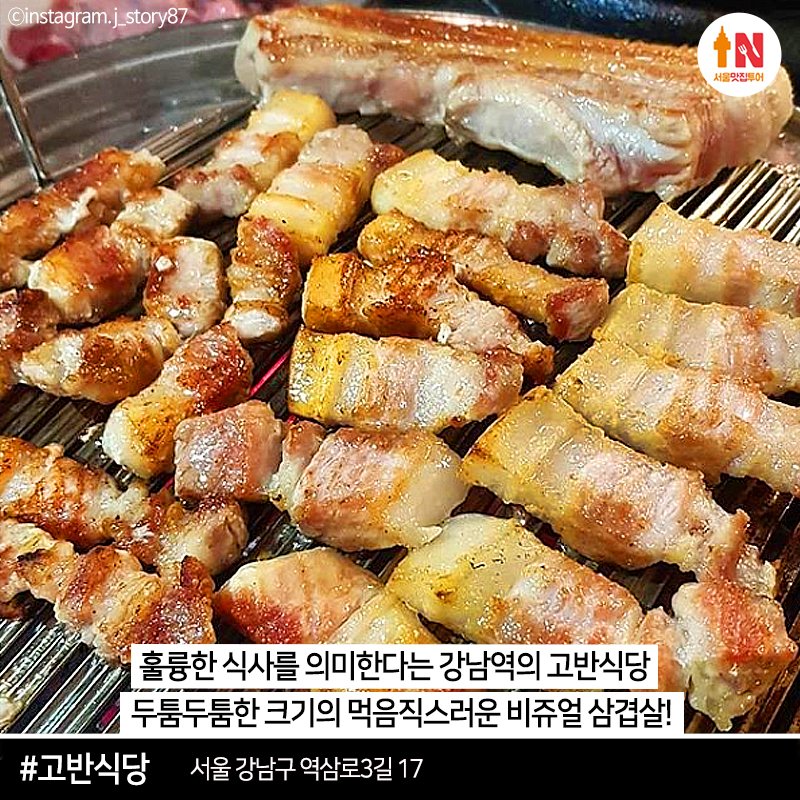 ©instagram.j_story87
IN
서울맛집투어
훌륭한 식사를 의미한다는 강남역의 고반식당
두툼두툼한 크기의 먹음직스러운 비쥬얼 삼겹살!
#고반식당 서울 강남구 역삼로3길 17